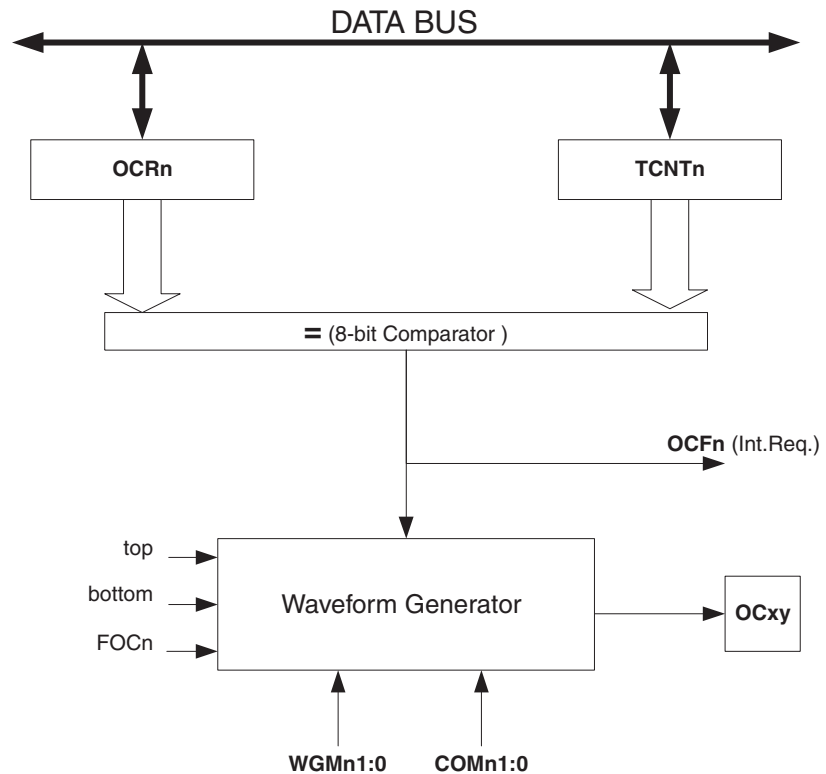 DATA BUS
OCRn
TCNTn
= (8-bit Comparator )
OCFn (Int.Req.)
top
bottom
FOCn
Waveform Generator
OCxy
WGMn1:0
COMn1:0